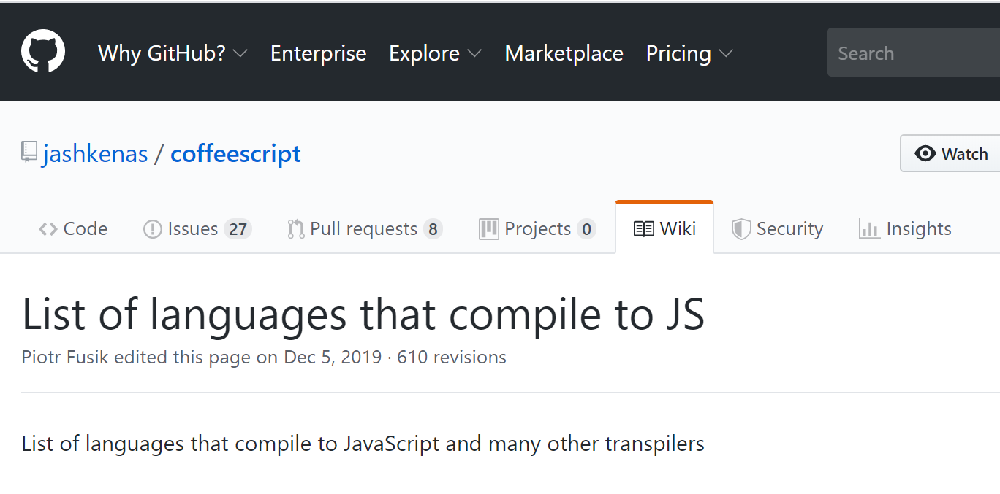 Why GitHub? Enterprise Explore Marketplace Pricing Search
jashkenas / coffeescript Watch
<> Code Issues 27 Pull requests 8 Projects 0 Wiki Security Insights
List of languages that compile to JS
Piotr Fusik edited this page on Dec 5, 2019 · 610 revisions
List of languages that compile to JavaScript and many other transpilers